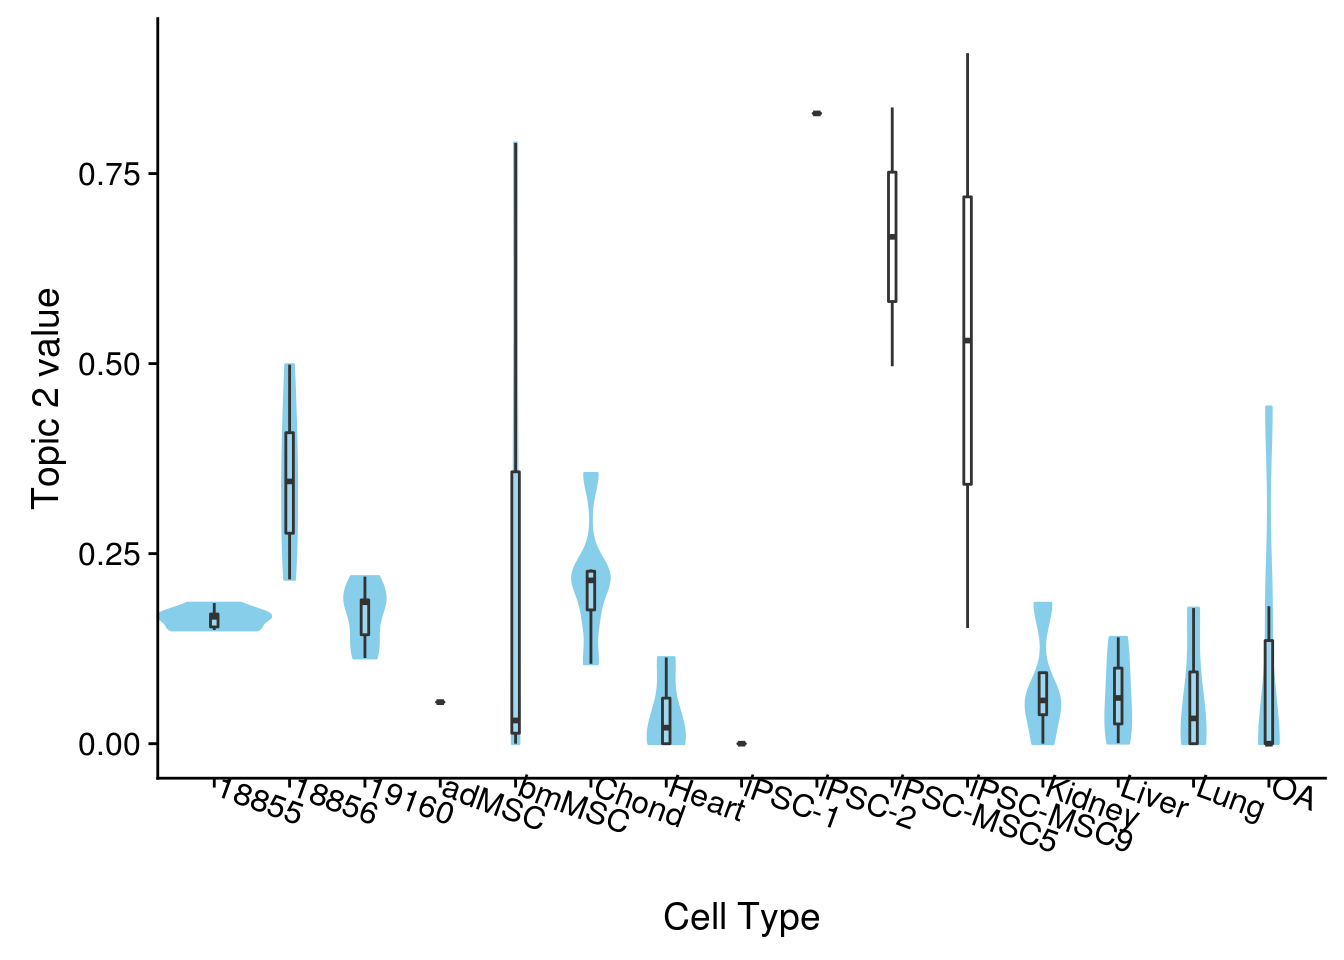 Topic 2 value
0.75
0.50
0.25
0.00
18855
18856
19160
adMSC
bmMSC
Chond
Heart
iPSC-1
iPSC-2
iPSC-MSC5
iPSC-MSC9
Kidney
Liver
Lung
OA
Cell Type